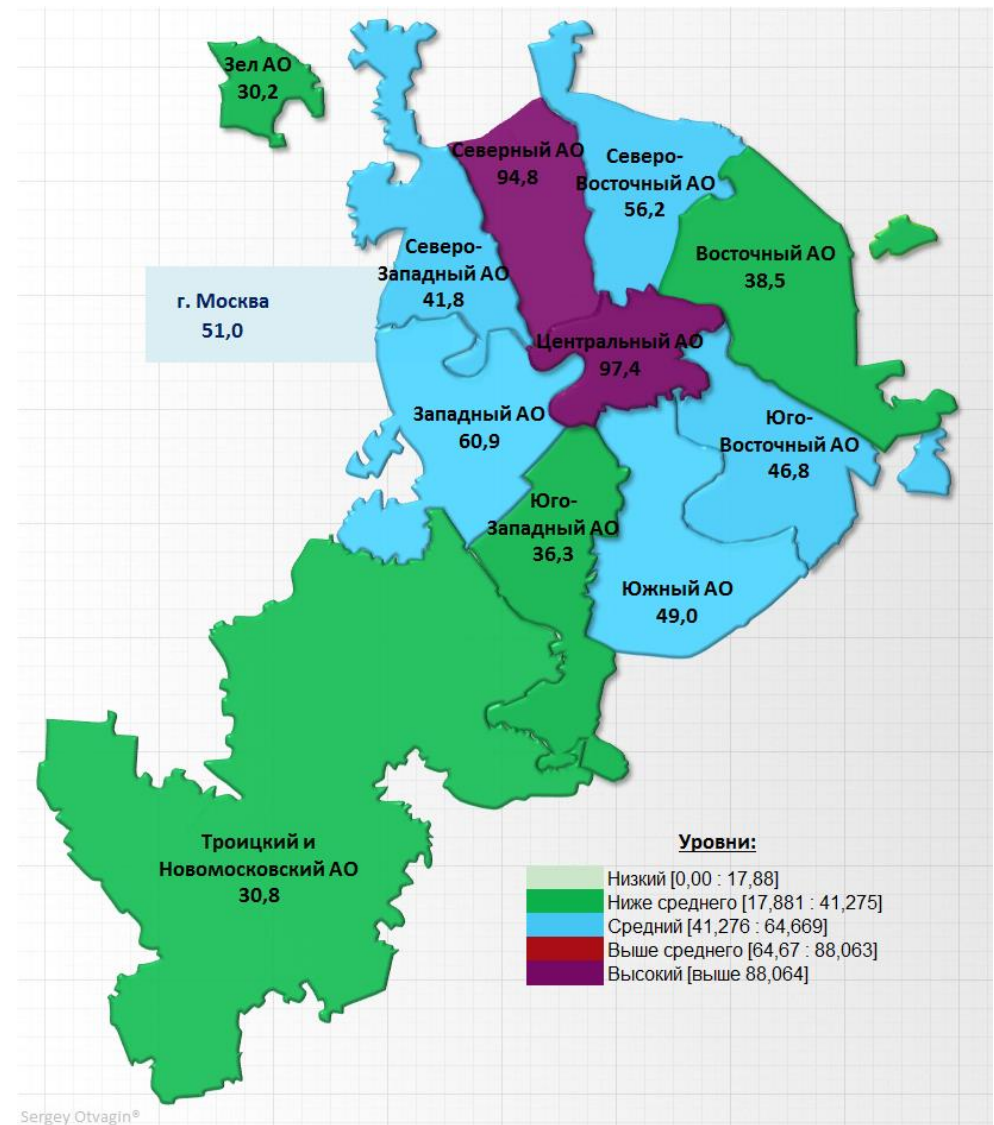 Зел АО
30,2
Северный АО
94,8
Северо-
Восточный АО
56,2
Восточный АО
38,5
Северо-
Западный АО
41,8
г. Москва
51,0
Центральный АО
97,4
Западный АО
60,9
Юго-
Восточный АО
46,8
Юго-
Западный АО
36,3
Южный АО
49,0
Троицкий и
Новомосковский АО
30,8
Уровни:
Низкий [0,00 : 17,88]
Ниже среднего [17,881 : 41,275]
Средний [41,276 : 64,669]
Выше среднего [64,67 : 88,063]
Высокий [выше 88,064]
Sergey Otvagin®